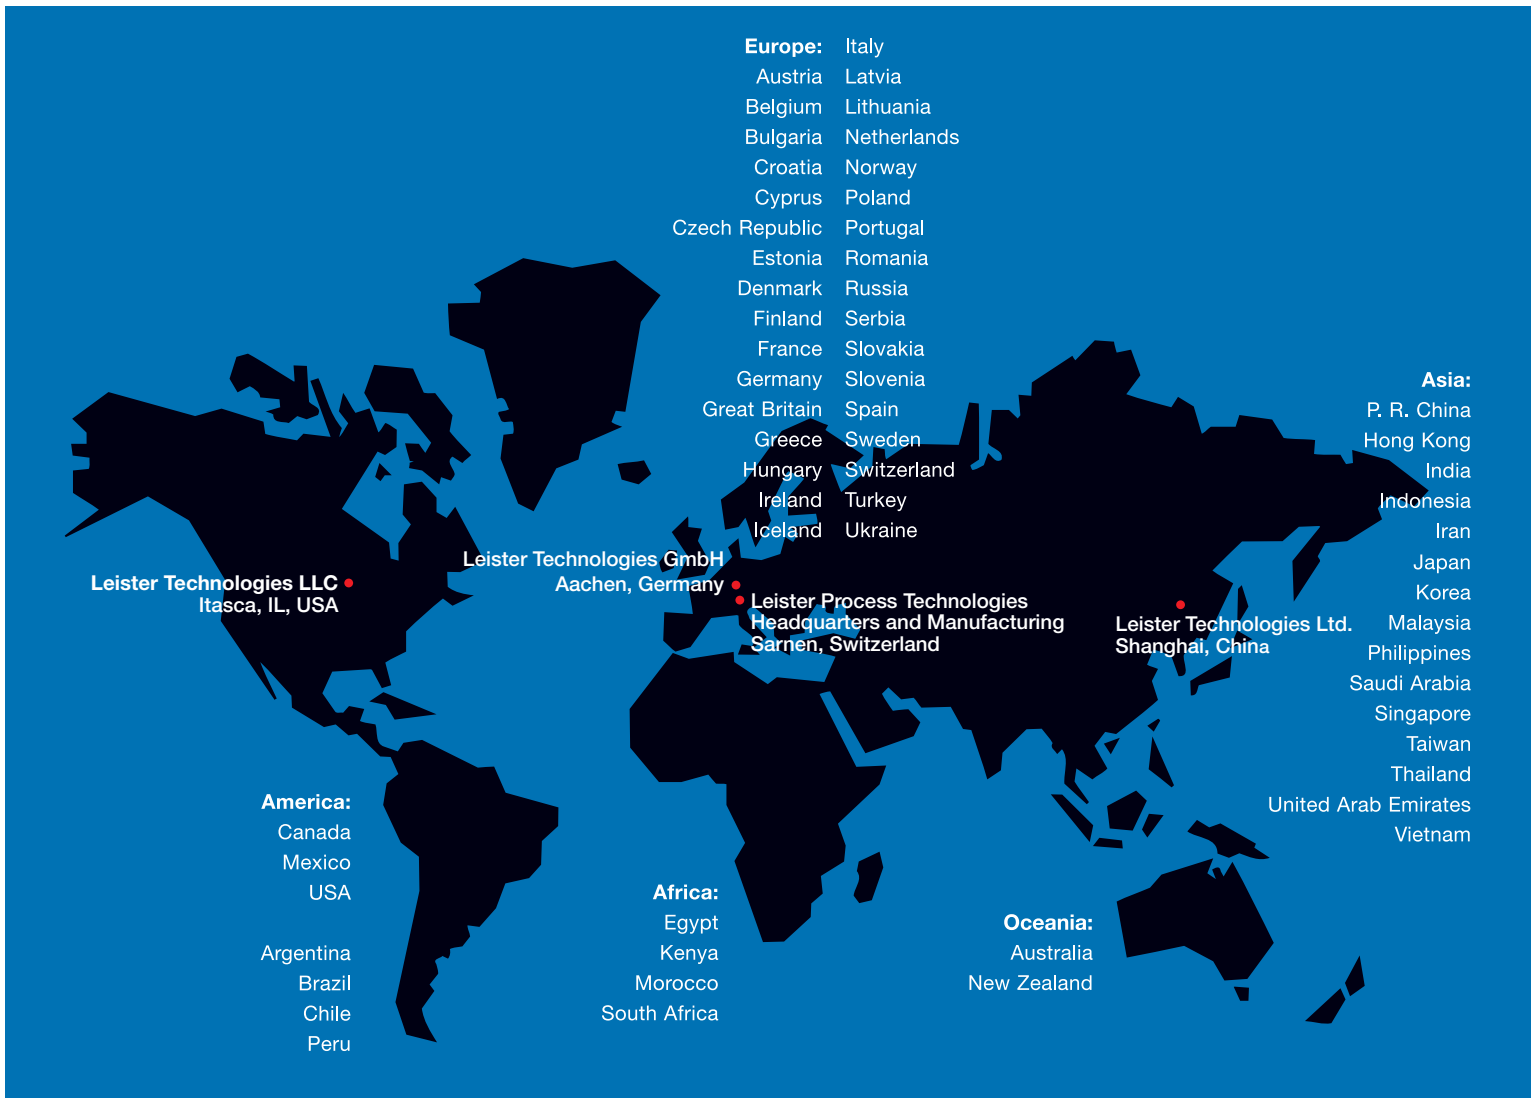 Europe:
Austria
Belgium
Bulgaria
Croatia
Cyprus
Czech Republic
Estonia
Denmark
Finland
France
Germany
Great Britain
Greece
Hungary
Ireland
Iceland
Italy
Latvia
Lithuania
Netherlands
Norway
Poland
Portugal
Romania
Russia
Serbia
Slovakia
Slovenia
Spain
Sweden
Switzerland
Turkey
Ukraine
Asia:
P. R. China
Hong Kong
India
Indonesia
Iran
Japan
Korea
Malaysia
Philippines
Saudi Arabia
Singapore
Taiwan
Thailand
United Arab Emirates
Vietnam
Leister Technologies LLC
Itasca, IL, USA
Leister Technologies GmbH
Aachen, Germany
Leister Process Technologies
Headquarters and Manufacturing
Sarnen, Switzerland
Leister Technologies Ltd.
Shanghai, China
America:
Canada
Mexico
USA
Argentina
Brazil
Chile
Peru
Africa:
Egypt
Kenya
Morocco
South Africa
Oceania:
Australia
New Zealand